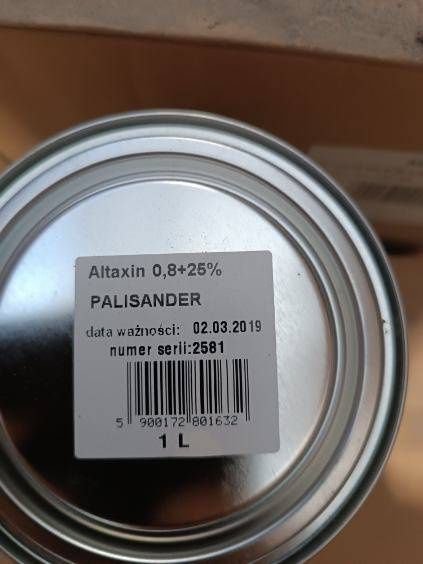 Altaxin 0,8+25%
PALISANDER
data ważności: 02.03.2019
numer serii:2581
5 900172 801632
1 L